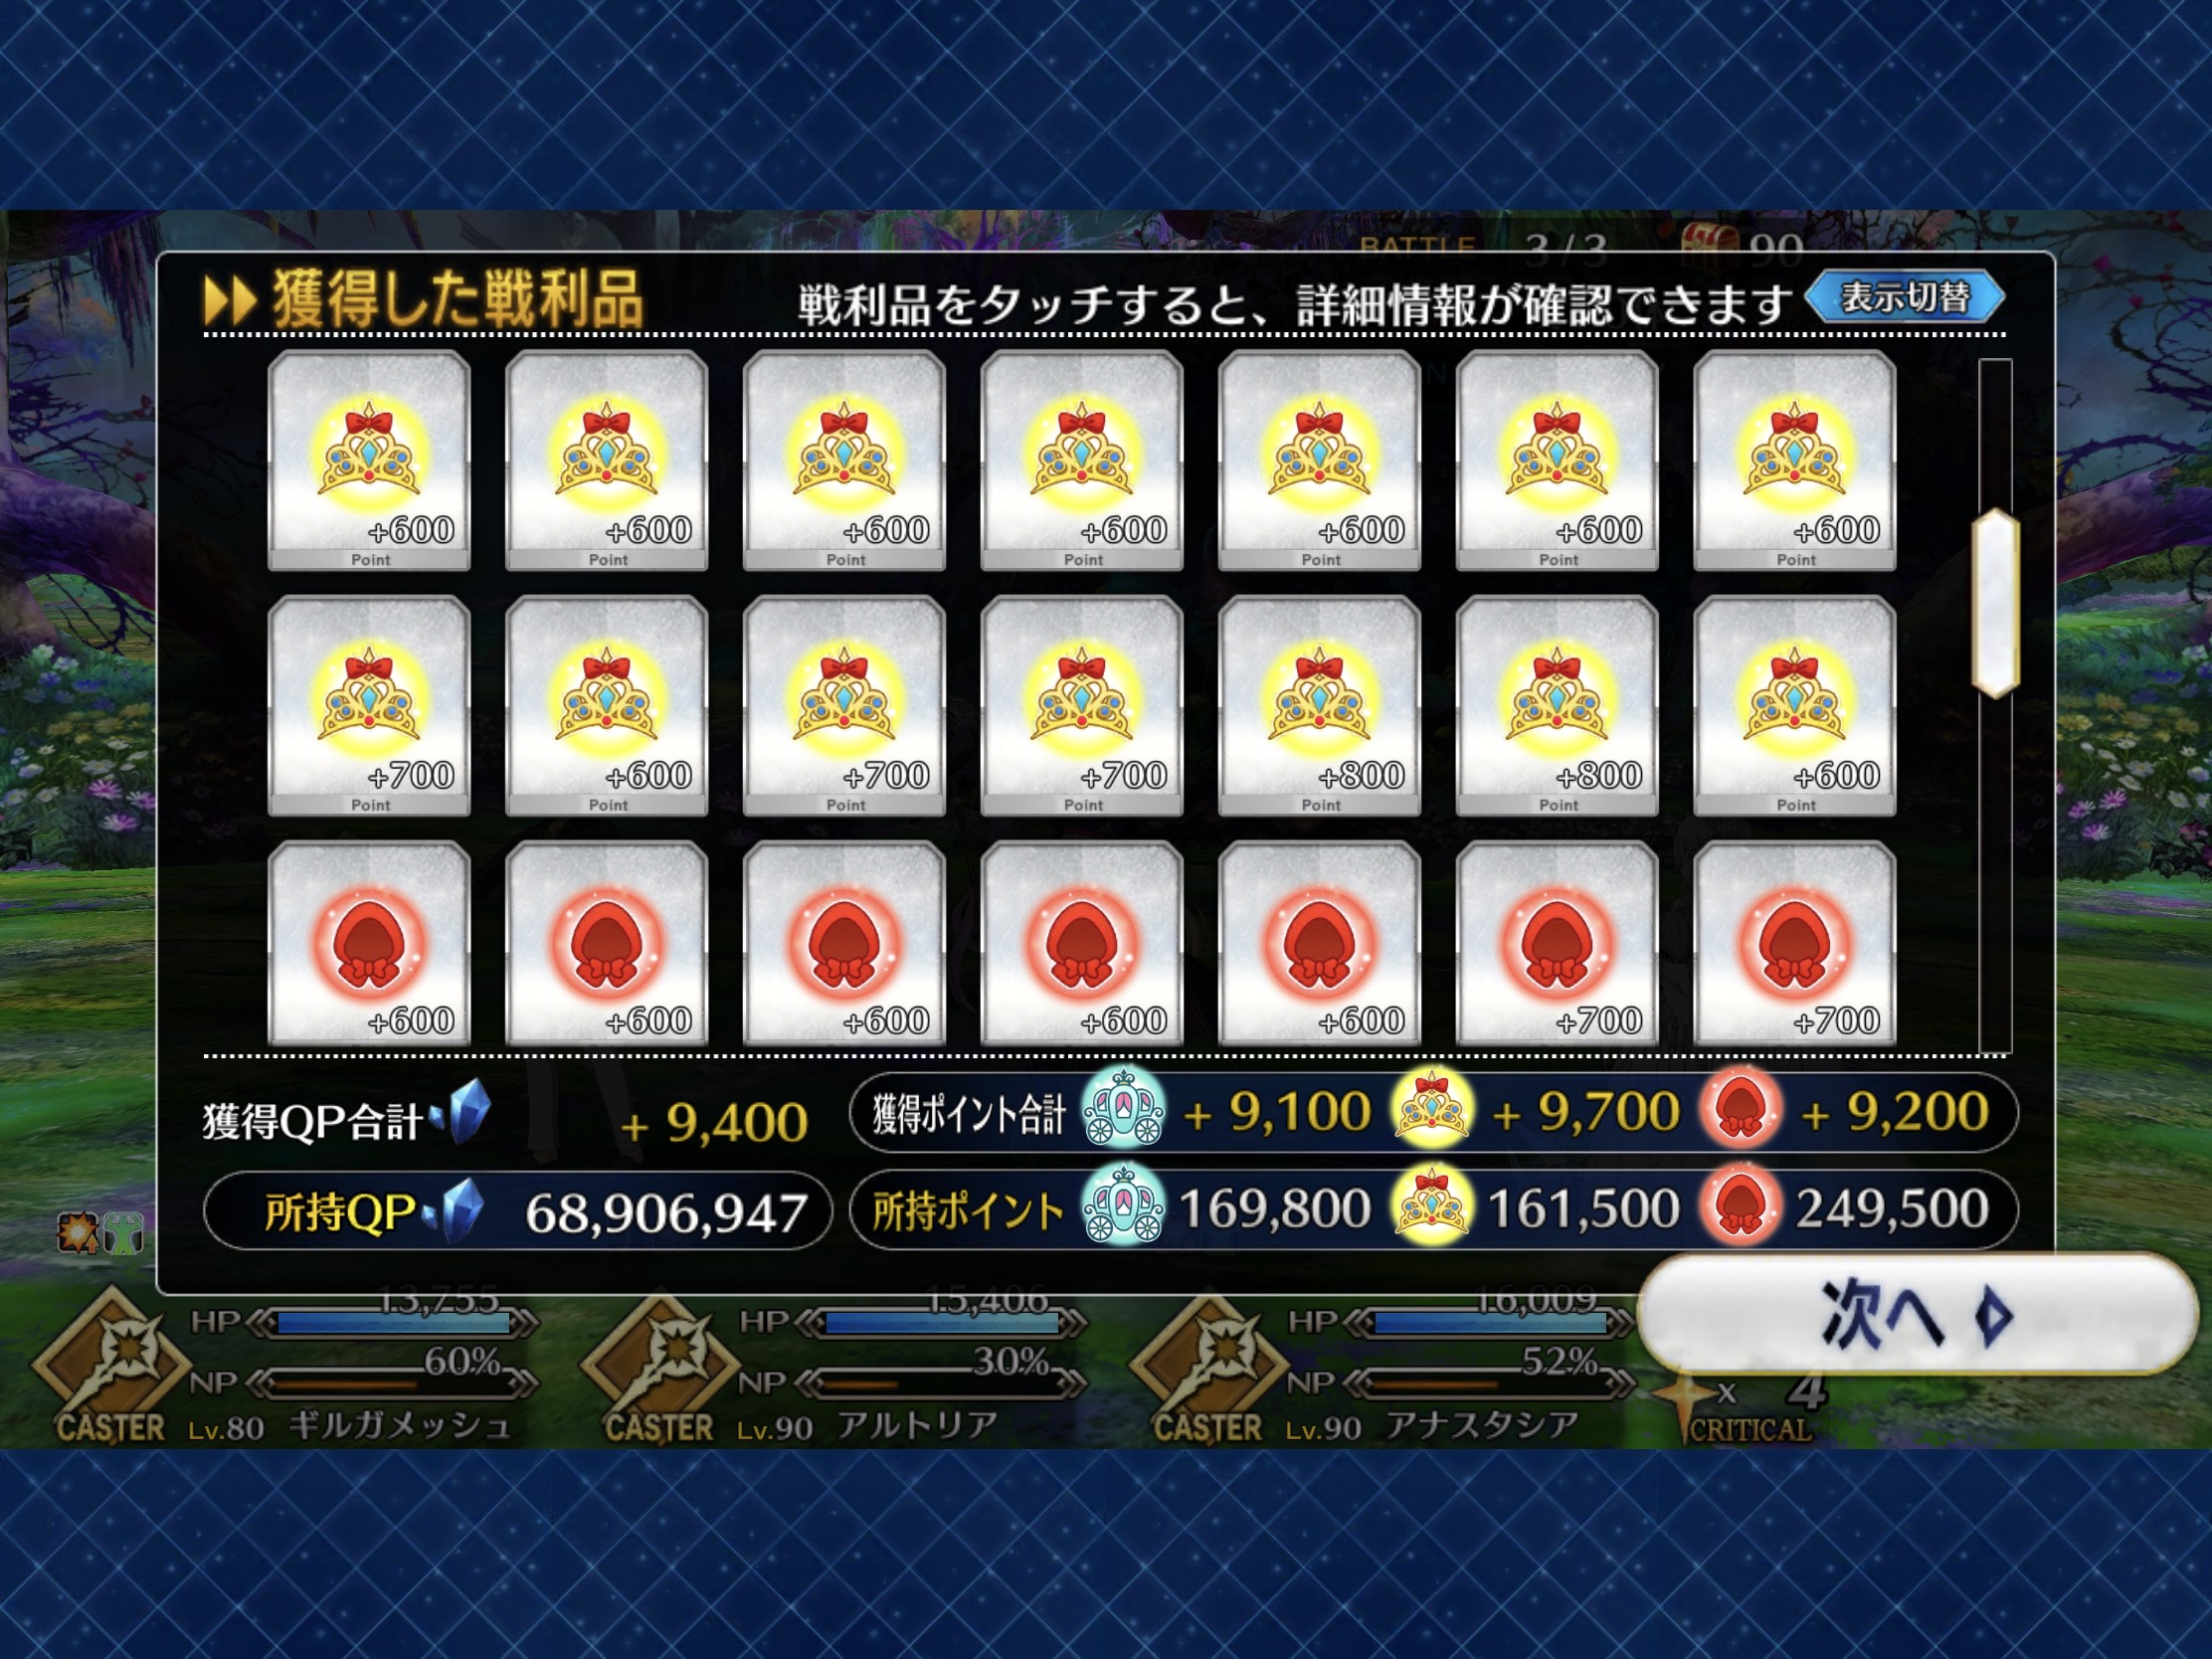 BATTLE 3/3 90
獲得した戦利品 戦利品をタッチすると、詳細情報が確認できます 表示切替
+600 +600 +600 +600 +600 +600 +600
Point Point Point Point Point Point Point
+700 +600 +700 +700 +800 +800 +600
Point Point Point Point Point Point Point
+600 +600 +600 +600 +600 +700 +700
獲得QP合計 + 9,400 獲得ポイント合計 + 9,100 + 9,700 + 9,200
所持QP 68,906,947 所持ポイント 169,800 161,500 249,500
次へ
HP 13,755 HP 15,406 HP 16,009
NP 60% NP 30% NP 52%
x 4
CASTER Lv.80 ギルガメッシュ CASTER Lv.90 アルトリア CASTER Lv.90 アナスタシア CRITICAL